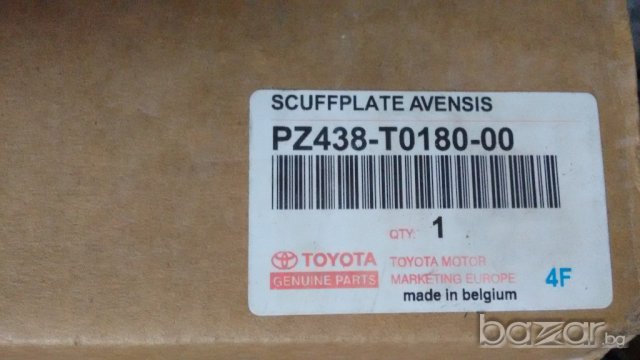 SCUFFPLATE AVENSIS
PZ438-T0180-00
QTY: 1
TOYOTA
GENUINE PARTS
TOYOTA MOTOR
MARKETING EUROPE
made in belgium
4F
bazar.bg